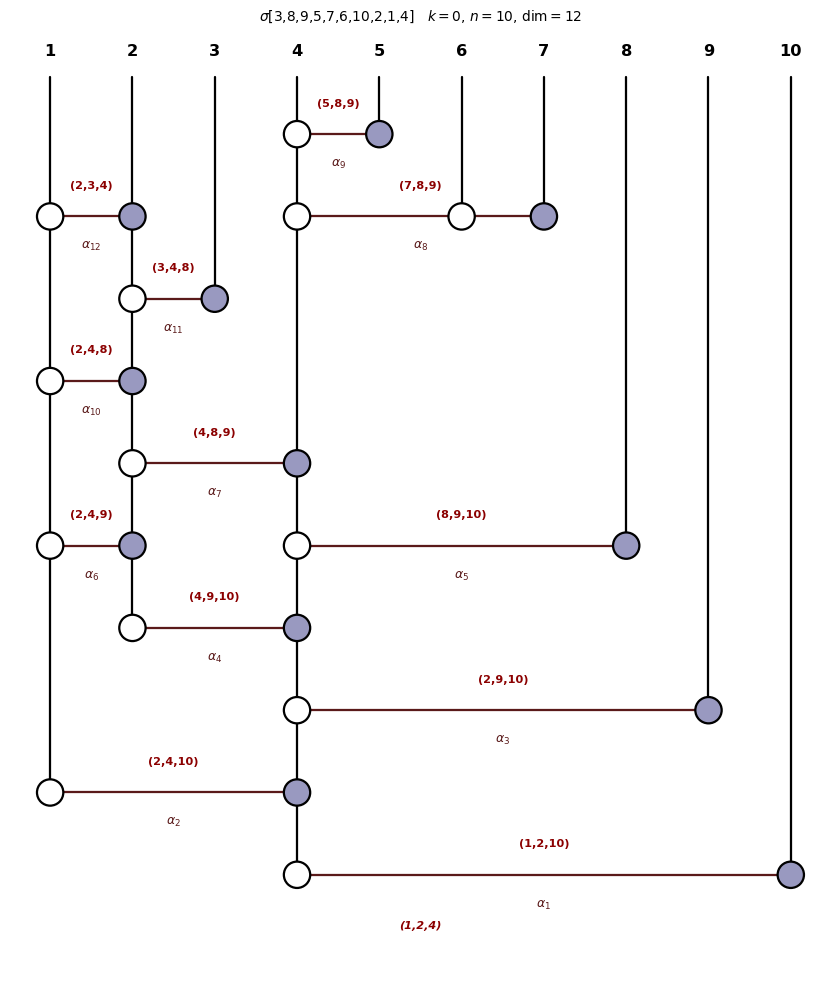 σ[3,8,9,5,7,6,10,2,1,4]   k=0, n=10, dim=12
1 2 3 4 5 6 7 8 9 10
(5,8,9)
α₉
(2,3,4) (7,8,9)
α₁₂ α₈
(3,4,8)
α₁₁
(2,4,8)
α₁₀
(4,8,9)
α₇
(2,4,9) (8,9,10)
α₆ α₅
(4,9,10)
α₄
(2,9,10)
α₃
(2,4,10)
α₂
(1,2,10)
α₁
(1,2,4)